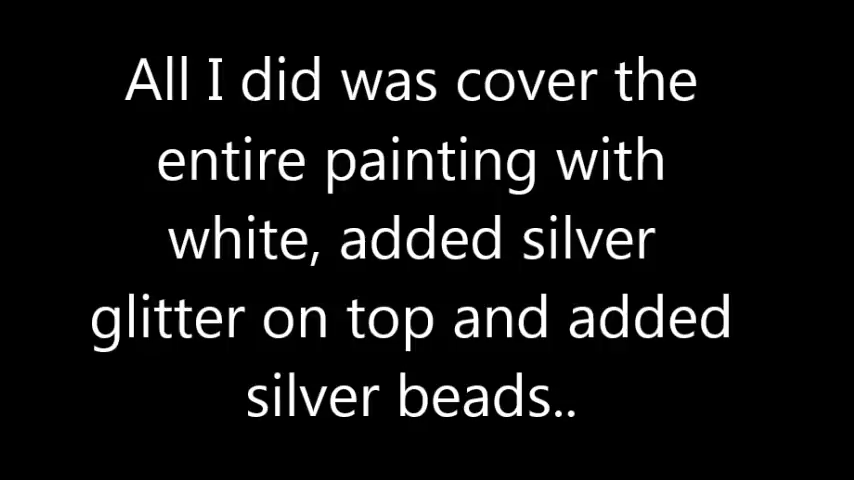 All I did was cover the
entire painting with
white, added silver
glitter on top and added
silver beads..